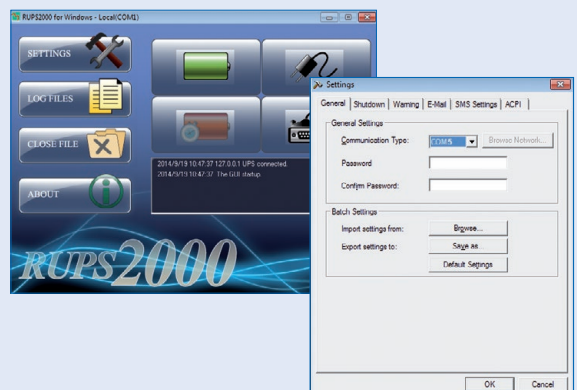 RUPS2000 for Windows - Local(COM1)
SETTINGS
LOG FILES
CLOSE FILE
ABOUT
2014/9/19 10:47:37 127.0.0.1 UPS connected.
2014/9/19 10:47:37 The GUI startup.
RUPS2000
Settings
General
Shutdown
Warning
E-Mail
SMS Settings
ACPI
General Settings
Communication Type:
COM5
Browse Network...
Password
Confirm Password:
Batch Settings
Import settings from:
Browse...
Export settings to:
Save as..
Default Settings
OK
Cancel